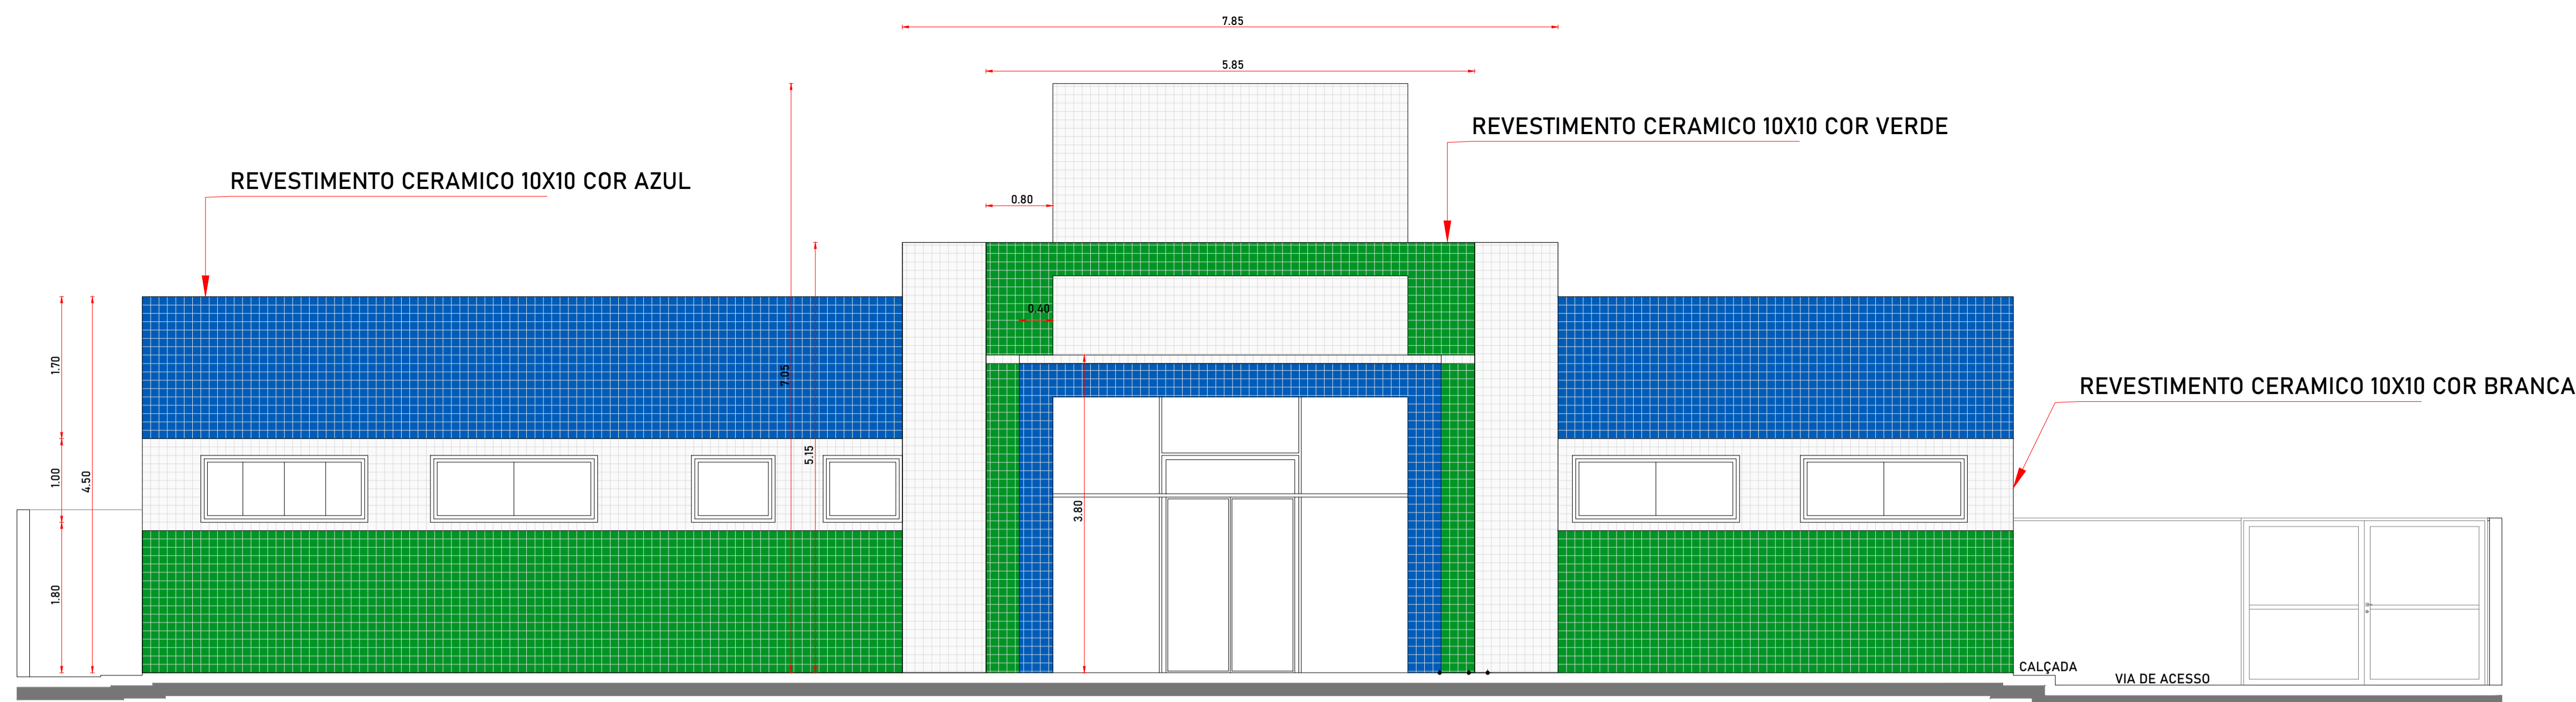 7.85
5.85
REVESTIMENTO CERAMICO 10X10 COR VERDE
REVESTIMENTO CERAMICO 10X10 COR AZUL
0.80
0.40
1.70
7.05
REVESTIMENTO CERAMICO 10X10 COR BRANCA
5.15
1.00
4.50
3.80
1.80
CALÇADA
VIA DE ACESSO